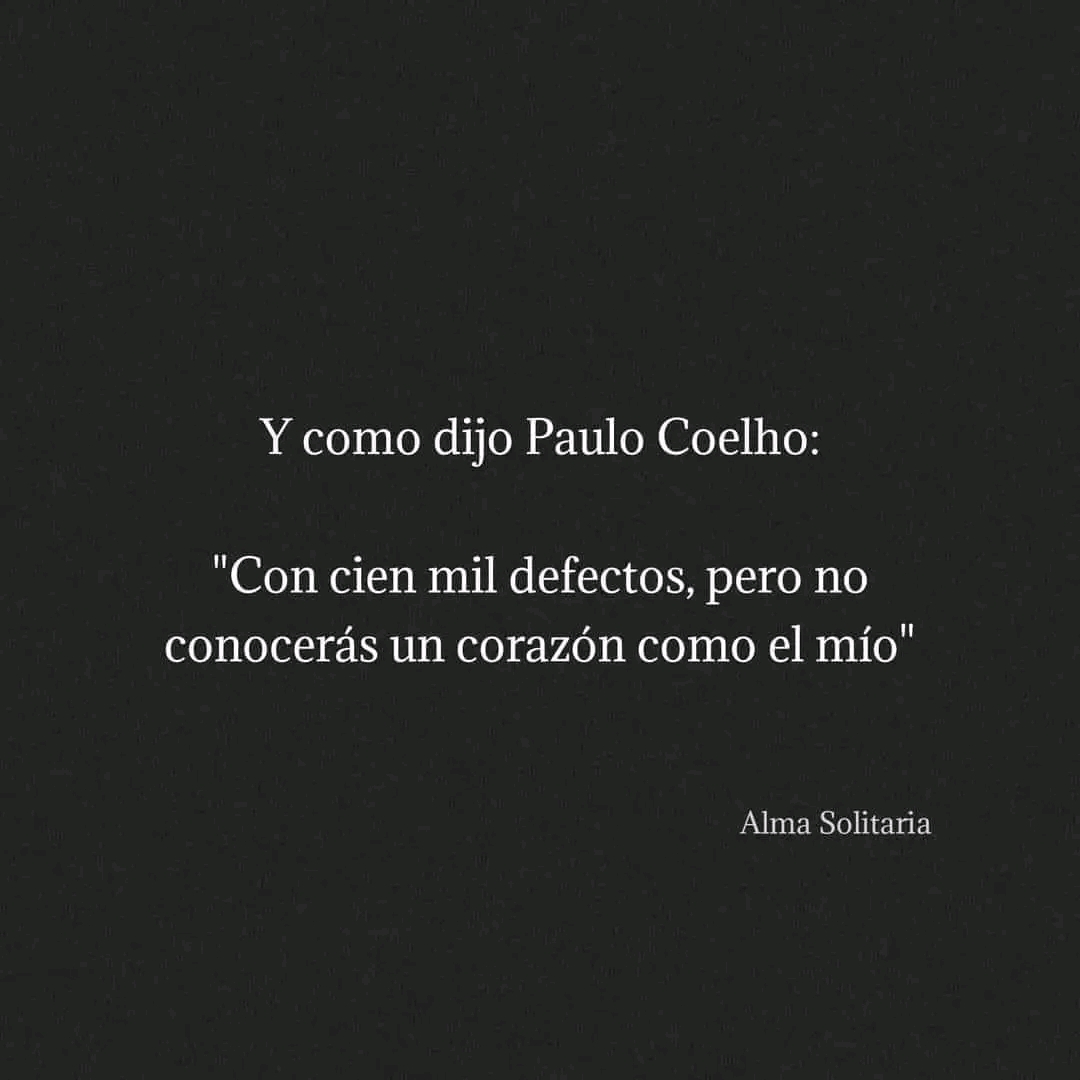 Y como dijo Paulo Coelho:
"Con cien mil defectos, pero no
conocerás un corazón como el mío"
Alma Solitaria